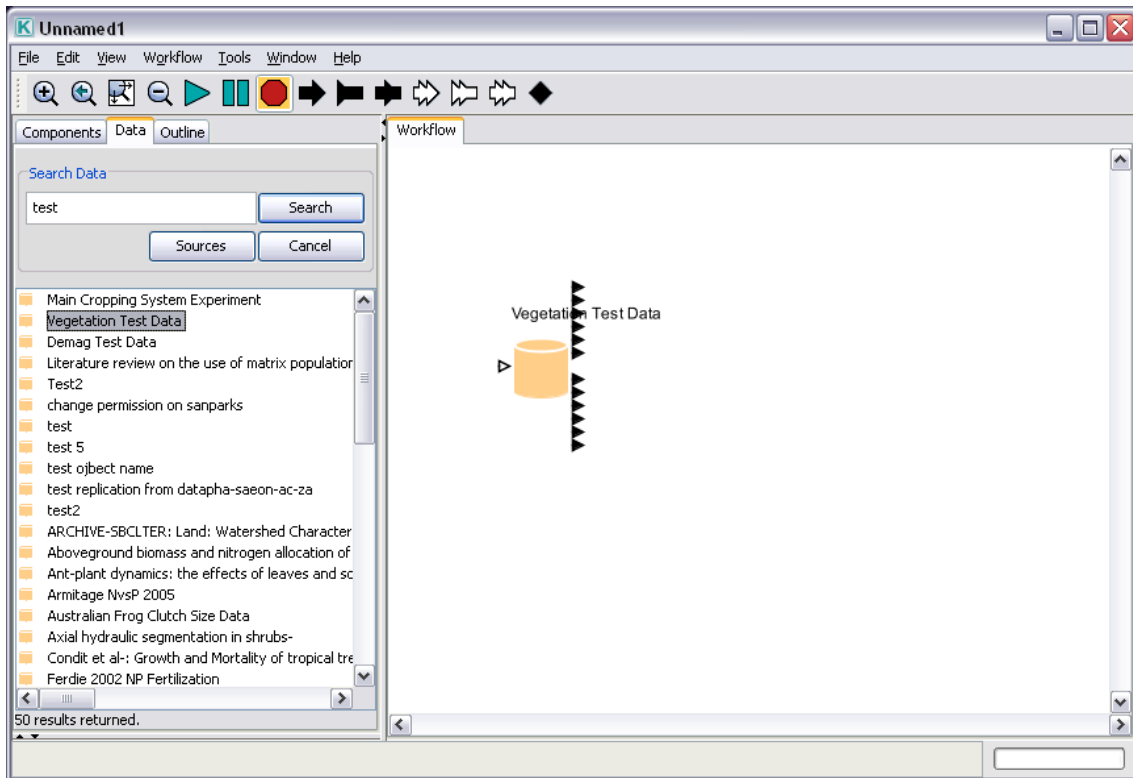 Unnamed1
File Edit View Workflow Tools Window Help
Components Data Outline
Workflow
Search Data
test
Search
Sources
Cancel
Main Cropping System Experiment
Vegetation Test Data
Demag Test Data
Literature review on the use of matrix population
Test2
change permission on sanparks
test
test 5
test ojbect name
test replication from datapha-saeon-ac-za
test2
ARCHIVE-SBCLTER: Land: Watershed Character
Aboveground biomass and nitrogen allocation of
Ant-plant dynamics: the effects of leaves and sc
Armitage NvsP 2005
Australian Frog Clutch Size Data
Axial hydraulic segmentation in shrubs-
Condit et al-: Growth and Mortality of tropical tre
Ferdie 2002 NP Fertilization
50 results returned.
Vegetation Test Data